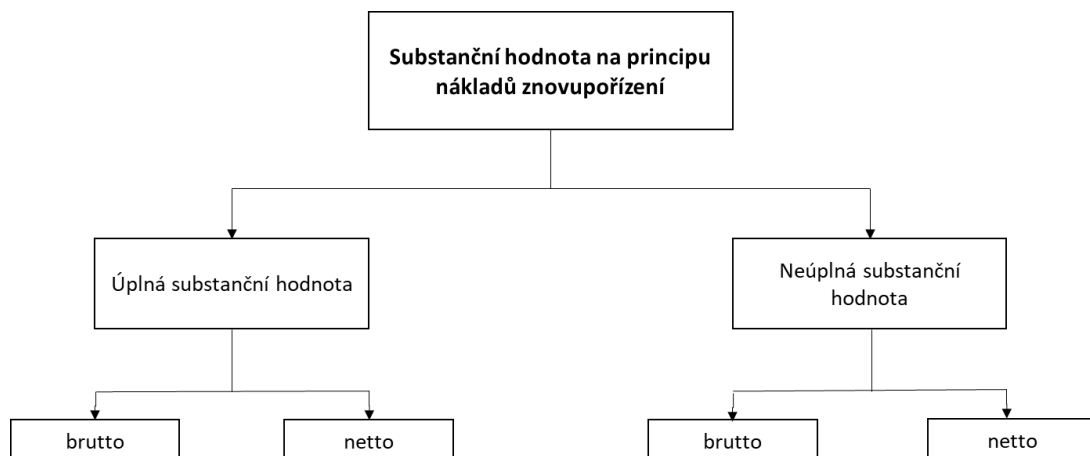 Substanční hodnota na principu
nákladů znovupořízení
Úplná substanční hodnota
Neúplná substanční
hodnota
brutto
netto
brutto
netto